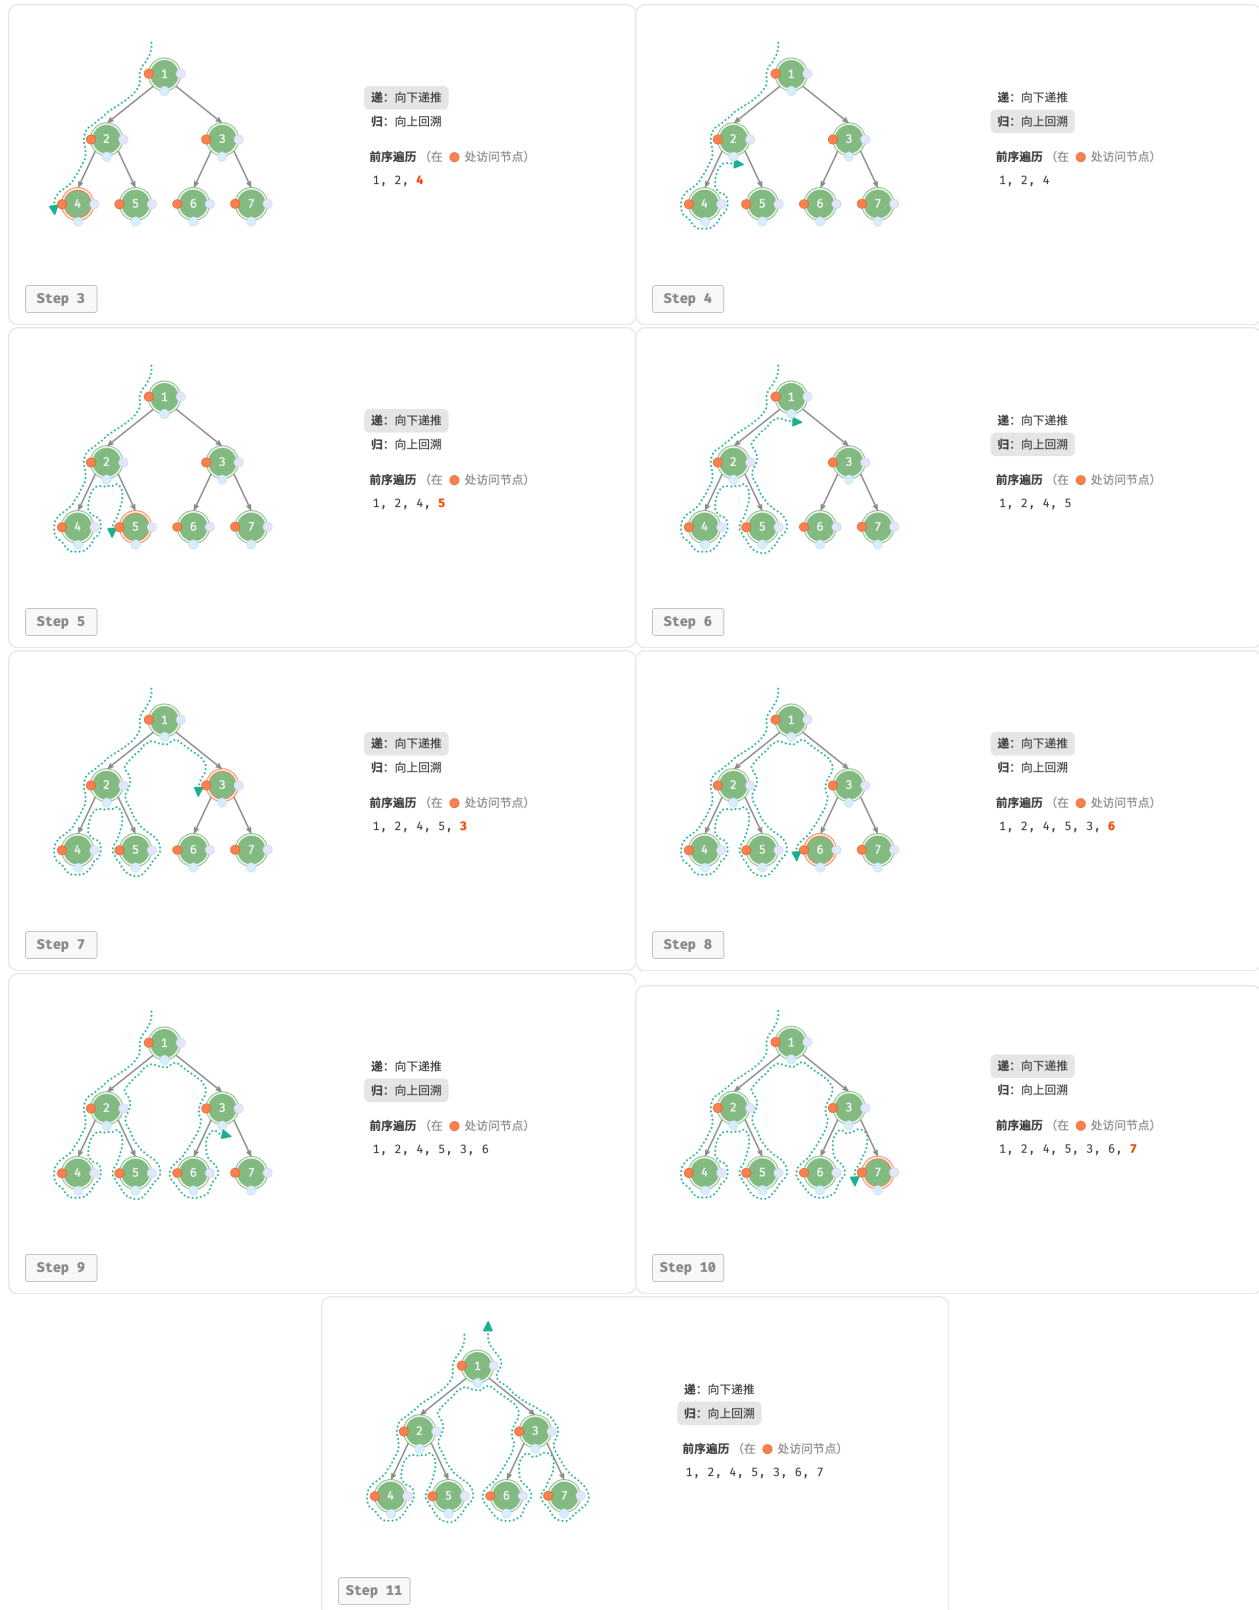 1
2 3
4 5 6 7
递：向下递推
归：向上回溯
前序遍历（在 处访问节点）
1, 2, 4
Step 3
1
2 3
4 5 6 7
递：向下递推
归：向上回溯
前序遍历（在 处访问节点）
1, 2, 4
Step 4
1
2 3
4 5 6 7
递：向下递推
归：向上回溯
前序遍历（在 处访问节点）
1, 2, 4, 5
Step 5
1
2 3
4 5 6 7
递：向下递推
归：向上回溯
前序遍历（在 处访问节点）
1, 2, 4, 5
Step 6
1
2 3
4 5 6 7
递：向下递推
归：向上回溯
前序遍历（在 处访问节点）
1, 2, 4, 5, 3
Step 7
1
2 3
4 5 6 7
递：向下递推
归：向上回溯
前序遍历（在 处访问节点）
1, 2, 4, 5, 3, 6
Step 8
1
2 3
4 5 6 7
递：向下递推
归：向上回溯
前序遍历（在 处访问节点）
1, 2, 4, 5, 3, 6
Step 9
1
2 3
4 5 6 7
递：向下递推
归：向上回溯
前序遍历（在 处访问节点）
1, 2, 4, 5, 3, 6, 7
Step 10
1
2 3
4 5 6 7
递：向下递推
归：向上回溯
前序遍历（在 处访问节点）
1, 2, 4, 5, 3, 6, 7
Step 11